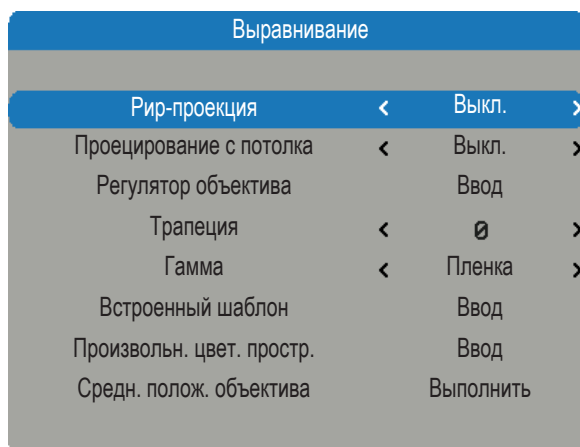 Выравнивание
Рир-проекция < Выкл. >
Проецирование с потолка < Выкл. >
Регулятор объектива Ввод
Трапеция < 0 >
Гамма < Пленка >
Встроенный шаблон Ввод
Произвольн. цвет. простр. Ввод
Средн. полож. объектива Выполнить